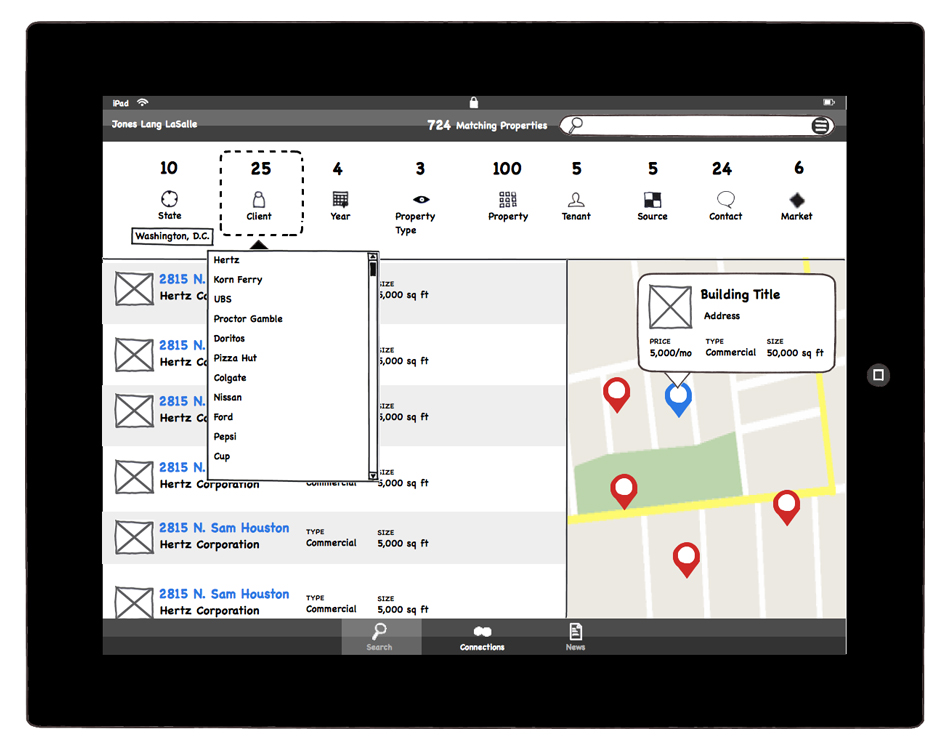 iPad
Jones Lang LaSalle
724 Matching Properties
10 25 4 3 100 5 5 24 6
State Client Year Property Type Property Tenant Source Contact Market
Washington, D.C.
Hertz
Korn Ferry
UBS
Proctor Gamble
Doritos
Pizza Hut
Colgate
Nissan
Ford
Pepsi
Cup
2815 N. SIZE
Hertz Co 5,000 sq ft
2815 N. SIZE
Hertz Co 5,000 sq ft
2815 N. SIZE
Hertz Co 5,000 sq ft
2815 N. SIZE
Hertz Corporation Commercial 5,000 sq ft
2815 N. Sam Houston TYPE SIZE
Hertz Corporation Commercial 5,000 sq ft
2815 N. Sam Houston TYPE SIZE
Hertz Corporation Commercial 5,000 sq ft
Building Title
Address
PRICE TYPE SIZE
5,000/mo Commercial 50,000 sq ft
Search Connections News